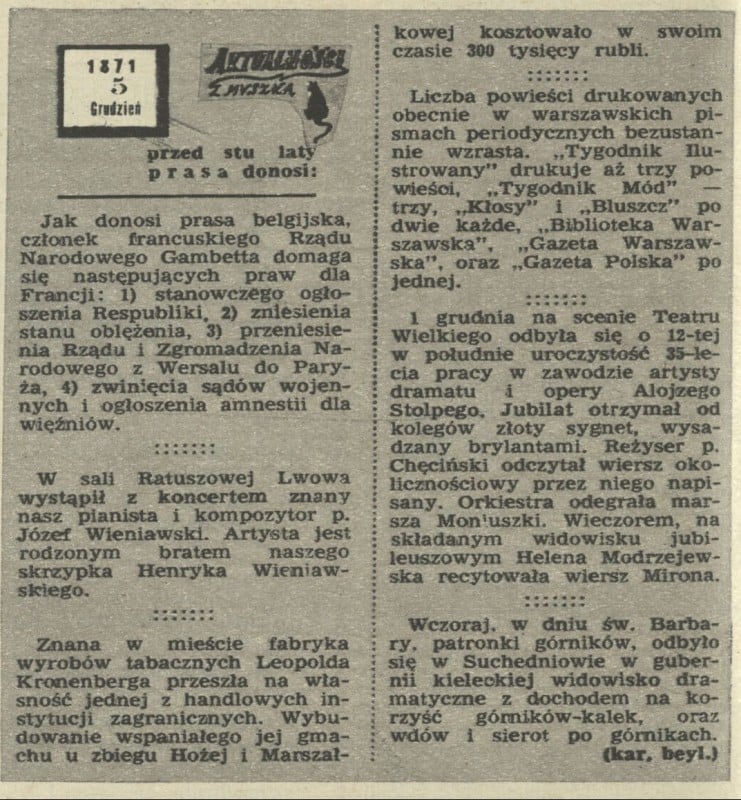 1871
5
Grudzień
AKTUALNOŚCI
Z MYSZKĄ
przed stu laty
prasa donosi:
Jak donosi prasa belgijska,
członek francuskiego Rządu
Narodowego Gambetta domaga
się następujących praw dla
Francji: 1) stanowczego ogło-
szenia Respubliki, 2) zniesienia
stanu oblężenia, 3) przeniesie-
nia Rządu i Zgromadzenia Na-
rodowego z Wersalu do Pary-
ża, 4) zwinięcia sądów wojen-
nych i ogłoszenia amnestii dla
więźniów.
W sali Ratuszowej Lwowa
wystąpił z koncertem znany
nasz pianista i kompozytor p.
Józef Wieniawski. Artysta jest
rodzonym bratem naszego
skrzypka Henryka Wieniaw-
skiego.
Znana w mieście fabryka
wyrobów tabacznych Leopolda
Kronenberga przeszła na wła-
sność jednej z handlowych in-
stytucji zagranicznych. Wybu-
dowanie wspaniałego jej gma-
chu u zbiegu Hożej i Marszał-
kowej kosztowało w swoim
czasie 300 tysięcy rubli.
Liczba powieści drukowanych
obecnie w warszawskich pi-
smach periodycznych bezustan-
nie wzrasta. „Tygodnik Ilu-
strowany” drukuje aż trzy po-
wieści, „Tygodnik Mód” —
trzy, „Kłosy” i „Bluszcz” po
dwie każde, „Biblioteka War-
szawska”, „Gazeta Warszaw-
ska”, oraz „Gazeta Polska” po
jednej.
1 grudnia na scenie Teatru
Wielkiego odbyła się o 12-tej
w południe uroczystość 35-le-
cia pracy w zawodzie artysty
dramatu i opery Alojzego
Stolpego. Jubilat otrzymał od
kolegów złoty sygnet, wysa-
dzany brylantami. Reżyser p.
Chęciński odczytał wiersz oko-
licznościowy przez niego napi-
sany. Orkiestra odegrała mar-
sza Moniuszki. Wieczorem, na
składanym widowisku jubi-
leuszowym Helena Modrzejew-
ska recytowała wiersz Mirona.
Wczoraj, w dniu św. Barba-
ry, patronki górników, odbyło
się w Suchedniowie w guber-
nii kieleckiej widowisko dra-
matyczne z dochodem na ko-
rzyść górników-kalek, oraz
wdów i sierot po górnikach.
(kar, beyl.)